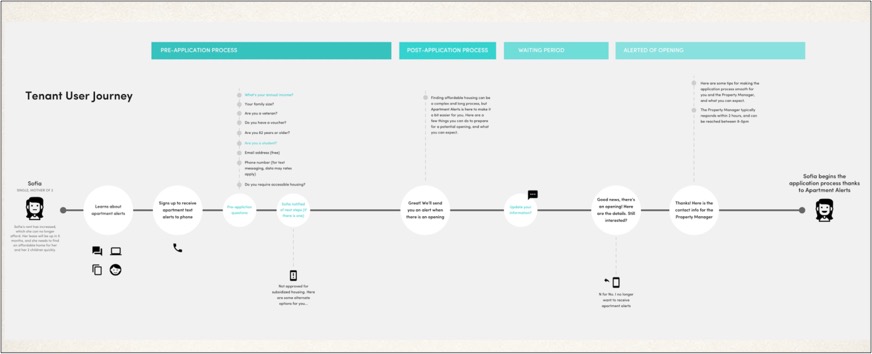 PRE-APPLICATION PROCESS
POST-APPLICATION PROCESS
WAITING PERIOD
ALERTED OF OPENING
Tenant User Journey
What's your tenant income?
Your family size?
Are you a veteran?
Do you have a voucher?
Are you 62 years or older?
Are you a student?
Email address (free)
Phone number (for text
messaging, data may rates
apply)
Do you require accessible housing?
Finding affordable housing can be
a complex and long process, but
Apartment Alerts is here to make it
a bit easier for you. Here are a
few things you can do to prepare
for a potential opening, and what
you can expect.
Here are some tips for making the
application process smooth for
you and the Property Manager,
and what you can expect.
The Property Manager typically
responds within 2 hours, and can
be reached between 9-5pm
Sofia
SINGLE, MOTHER OF 2
Sofia's rent has increased,
Learns about
apartment alerts
Signs up to receive
apartment text
alerts to phone
Pre-applicant
questions
Sofia notified
of next steps (if
there is one)
Great! We'll send
you an alert when
there is an opening
Update your
information?
Good news, there's
an opening! Here
are the details. Still
interested?
Thanks! Here is the
contact info for the
Property Manager
Sofia begins the
application process thanks
to Apartment Alerts
Not approved for
subsidized housing. Here
are some alternate
options for you...
N for No. I no longer
want to receive
apartment alerts